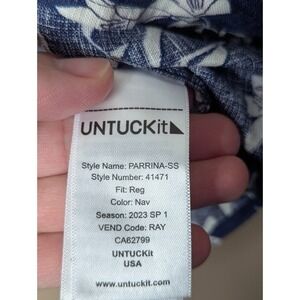 UNTUCKit
Style Name: PARRINA-SS
Style Number: 41471
Fit: Reg
Color: Nav
Season: 2023 SP 1
VEND Code: RAY
CA62799
UNTUCKit
USA
www.untuckit.com